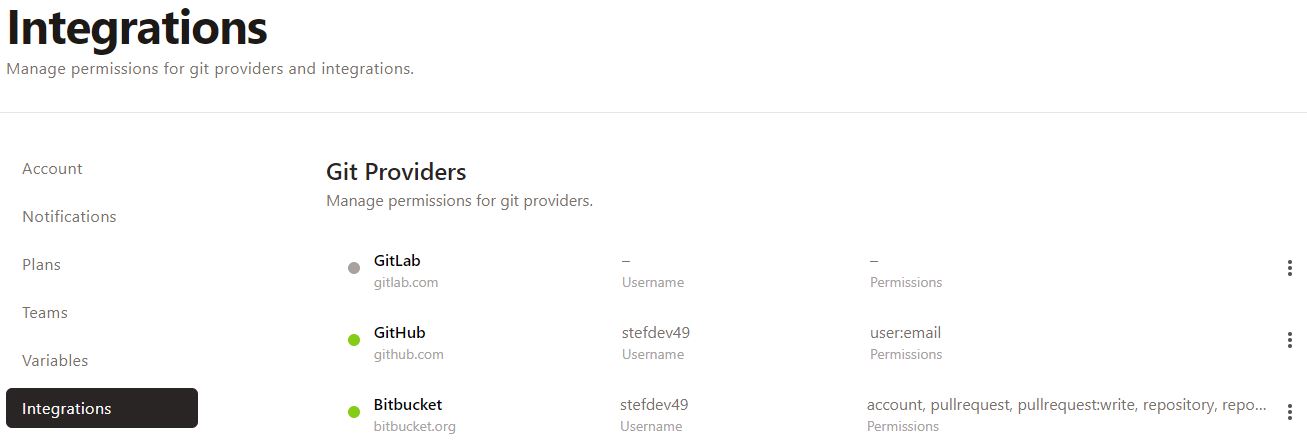 Integrations
Manage permissions for git providers and integrations.
Account
Notifications
Plans
Teams
Variables
Integrations
Git Providers
Manage permissions for git providers.
GitLab – –
gitlab.com Username Permissions
GitHub stefdev49 user:email
github.com Username Permissions
Bitbucket stefdev49 account, pullrequest, pullrequest:write, repository, repo...
bitbucket.org Username Permissions